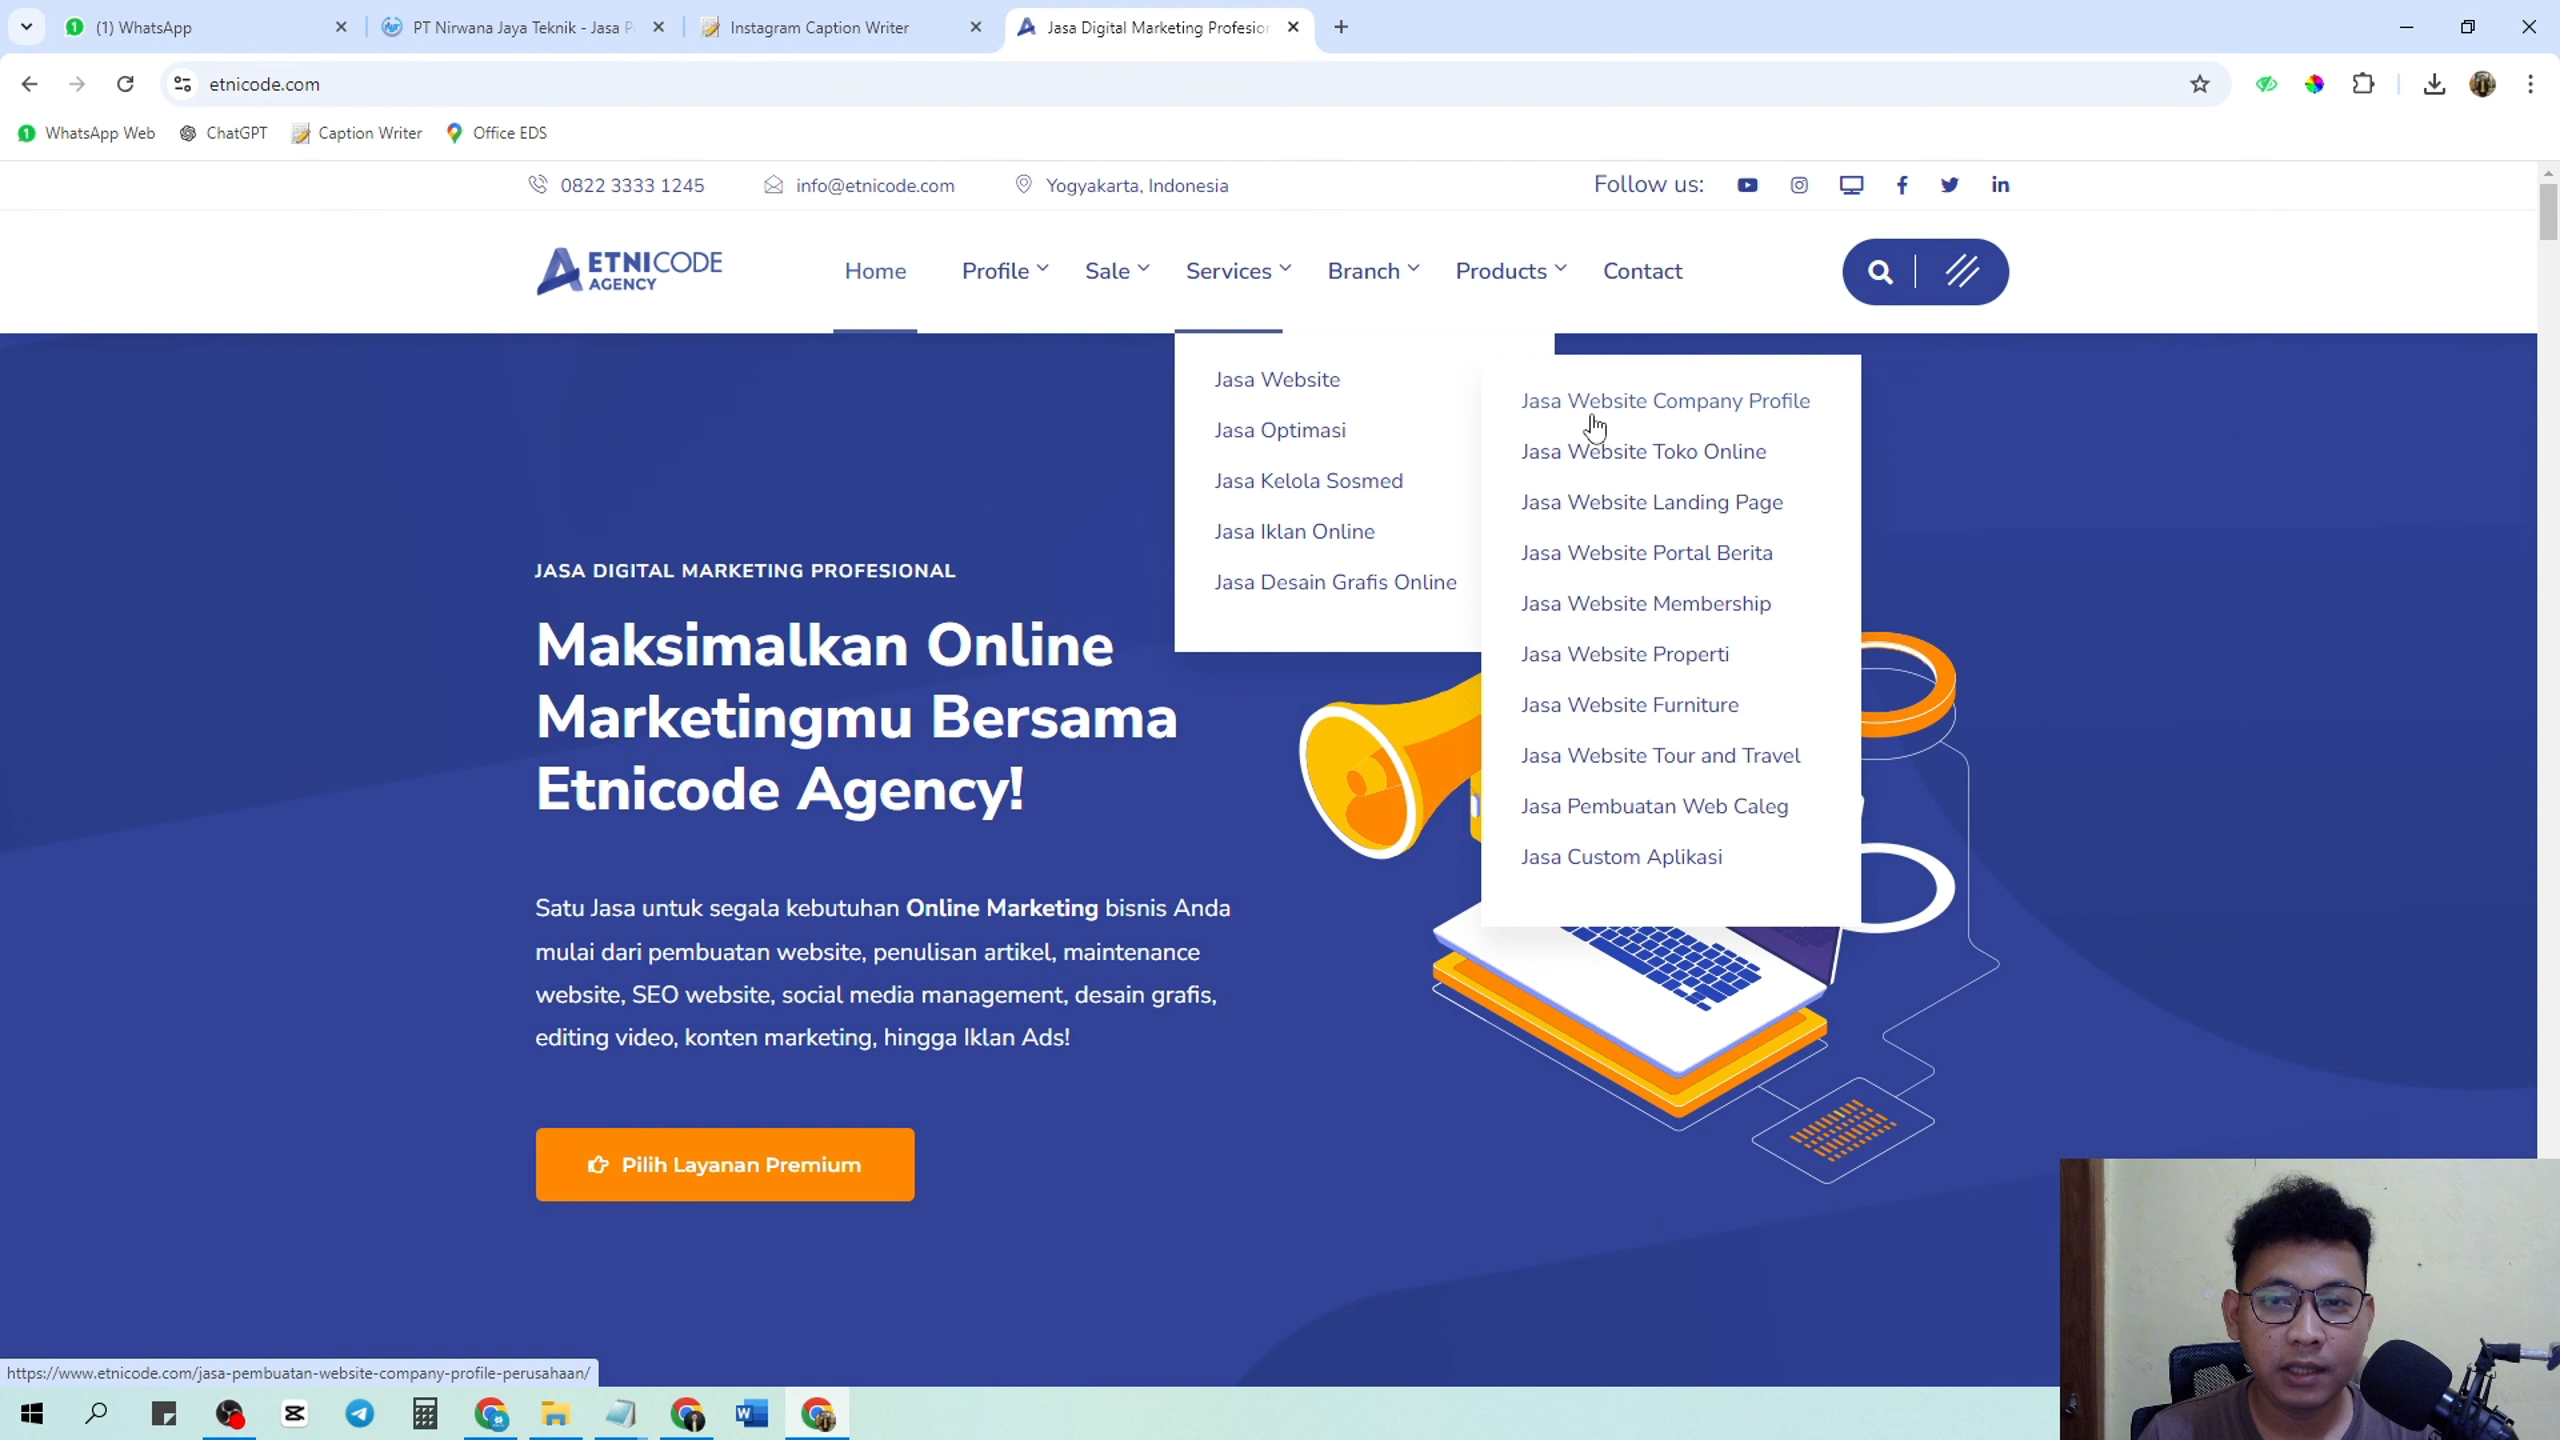 (1) WhatsApp
PT Nirwana Jaya Teknik - Jasa P
Instagram Caption Writer
Jasa Digital Marketing Profesion
etnicode.com
WhatsApp Web
ChatGPT
Caption Writer
Office EDS
0822 3333 1245
info@etnicode.com
Yogyakarta, Indonesia
Follow us:
ETNICODE
AGENCY
Home
Profile
Sale
Services
Branch
Products
Contact
Jasa Website
Jasa Optimasi
Jasa Kelola Sosmed
Jasa Iklan Online
Jasa Desain Grafis Online
Jasa Website Company Profile
Jasa Website Toko Online
Jasa Website Landing Page
Jasa Website Portal Berita
Jasa Website Membership
Jasa Website Properti
Jasa Website Furniture
Jasa Website Tour and Travel
Jasa Pembuatan Web Caleg
Jasa Custom Aplikasi
JASA DIGITAL MARKETING PROFESIONAL
Maksimalkan Online
Marketingmu Bersama
Etnicode Agency!
Satu Jasa untuk segala kebutuhan Online Marketing bisnis Anda
mulai dari pembuatan website, penulisan artikel, maintenance
website, SEO website, social media management, desain grafis,
editing video, konten marketing, hingga Iklan Ads!
Pilih Layanan Premium
https://www.etnicode.com/jasa-pembuatan-website-company-profile-perusahaan/